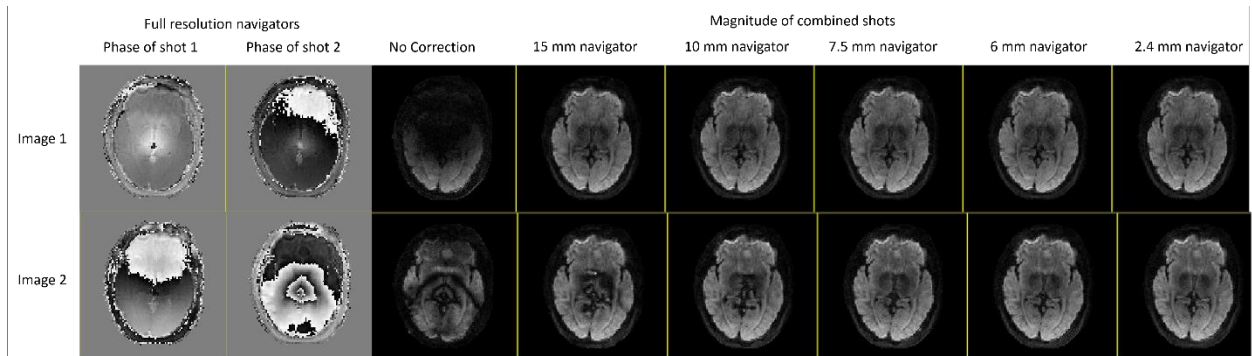 Full resolution navigators
Magnitude of combined shots
Phase of shot 1
Phase of shot 2
No Correction
15 mm navigator
10 mm navigator
7.5 mm navigator
6 mm navigator
2.4 mm navigator
Image 1
Image 2